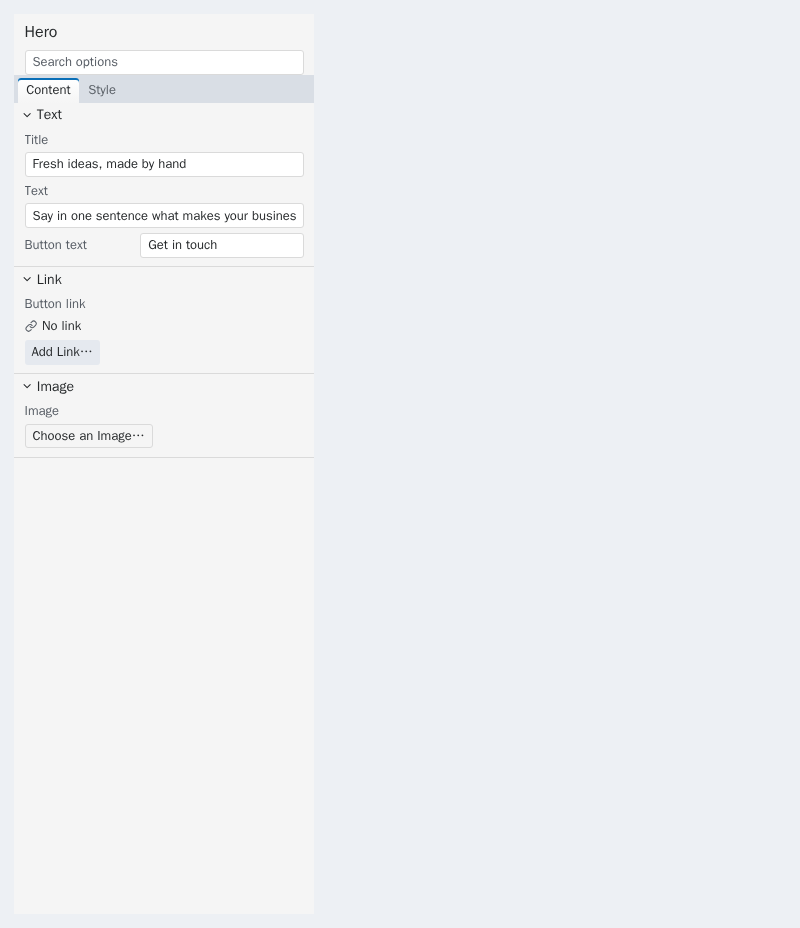 Hero
Search options
Content Style
Text
Title
Fresh ideas, made by hand
Text
Say in one sentence what makes your busines
Button text Get in touch
Link
Button link
No link
Add Link···
Image
Image
Choose an Image···